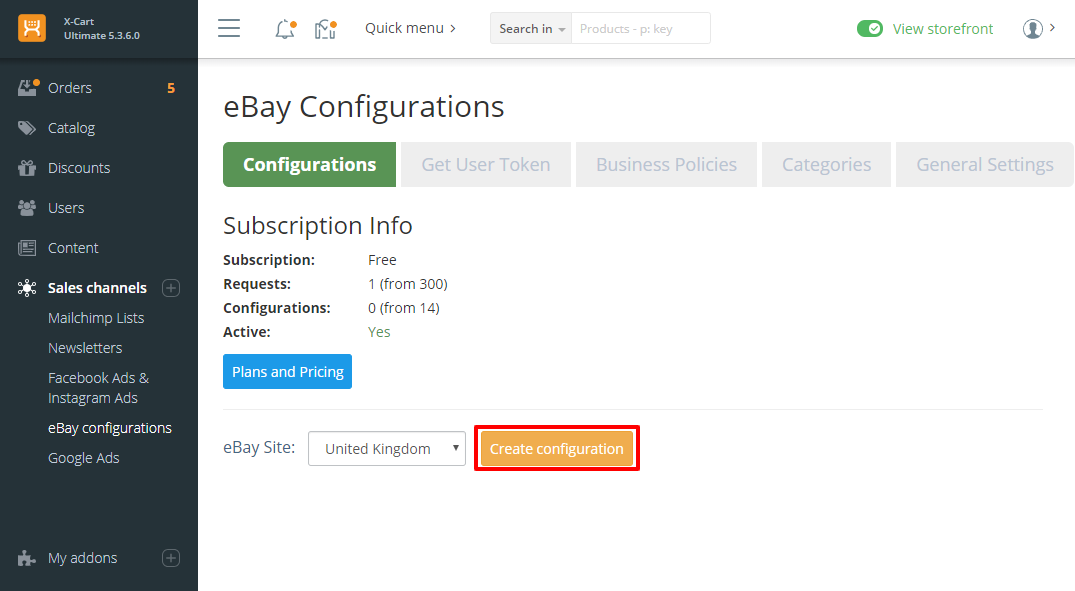 X-Cart
Ultimate 5.3.6.0
Quick menu
Search in
Products - p: key
View storefront
Orders 5
Catalog
Discounts
Users
Content
Sales channels
Mailchimp Lists
Newsletters
Facebook Ads &
Instagram Ads
eBay configurations
Google Ads
My addons
eBay Configurations
Configurations
Get User Token
Business Policies
Categories
General Settings
Subscription Info
Subscription: Free
Requests: 1 (from 300)
Configurations: 0 (from 14)
Active: Yes
Plans and Pricing
eBay Site: United Kingdom Create configuration